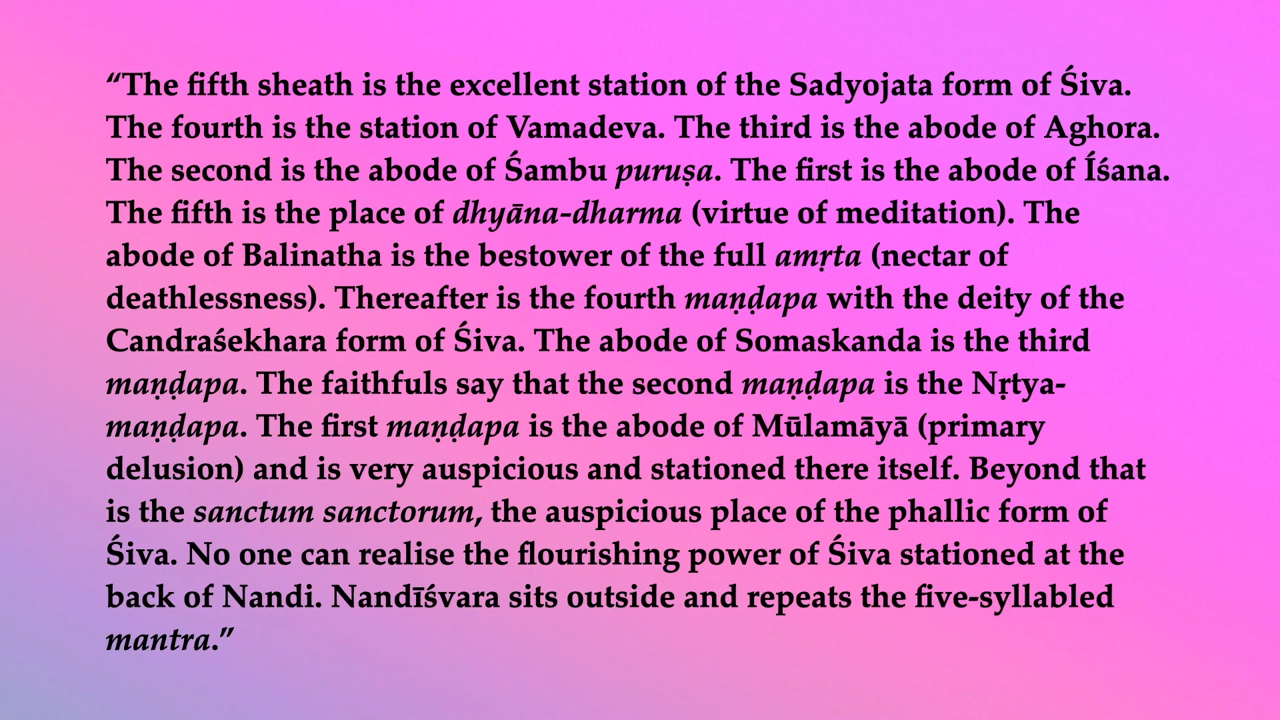 “The fifth sheath is the excellent station of the Sadyojata form of Śiva.
The fourth is the station of Vamadeva. The third is the abode of Aghora.
The second is the abode of Śambu puruṣa. The first is the abode of Íśana.
The fifth is the place of dhyāna-dharma (virtue of meditation). The
abode of Balinatha is the bestower of the full amṛta (nectar of
deathlessness). Thereafter is the fourth maṇḍapa with the deity of the
Candraśekhara form of Śiva. The abode of Somaskanda is the third
maṇḍapa. The faithfuls say that the second maṇḍapa is the Nṛtya-
maṇḍapa. The first maṇḍapa is the abode of Mūlamāyā (primary
delusion) and is very auspicious and stationed there itself. Beyond that
is the sanctum sanctorum, the auspicious place of the phallic form of
Śiva. No one can realise the flourishing power of Śiva stationed at the
back of Nandi. Nandīśvara sits outside and repeats the five-syllabled
mantra.”